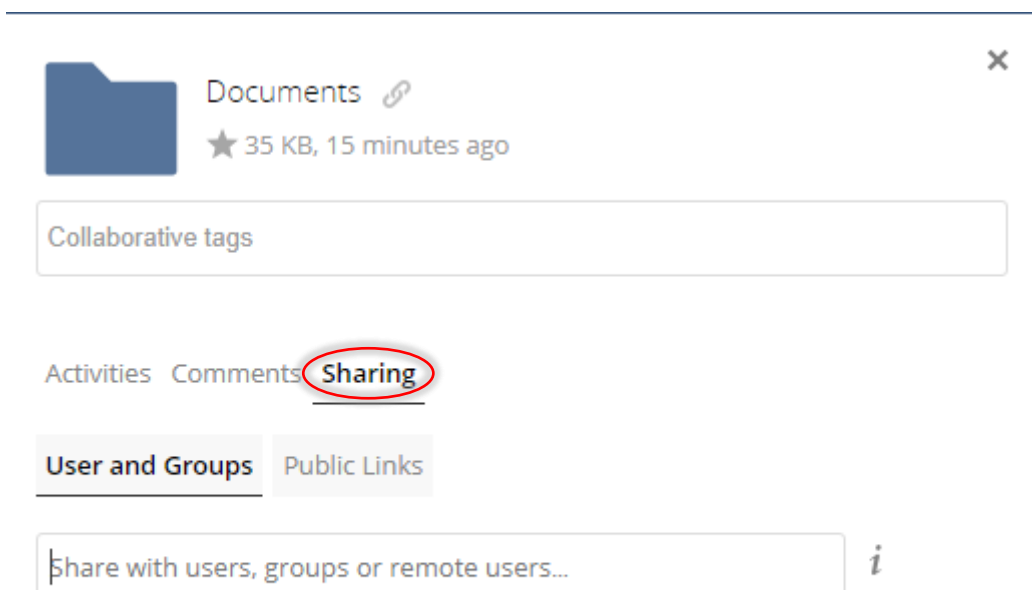 Documents
35 KB, 15 minutes ago
Collaborative tags
Activities Comments Sharing
User and Groups Public Links
Share with users, groups or remote users...
i